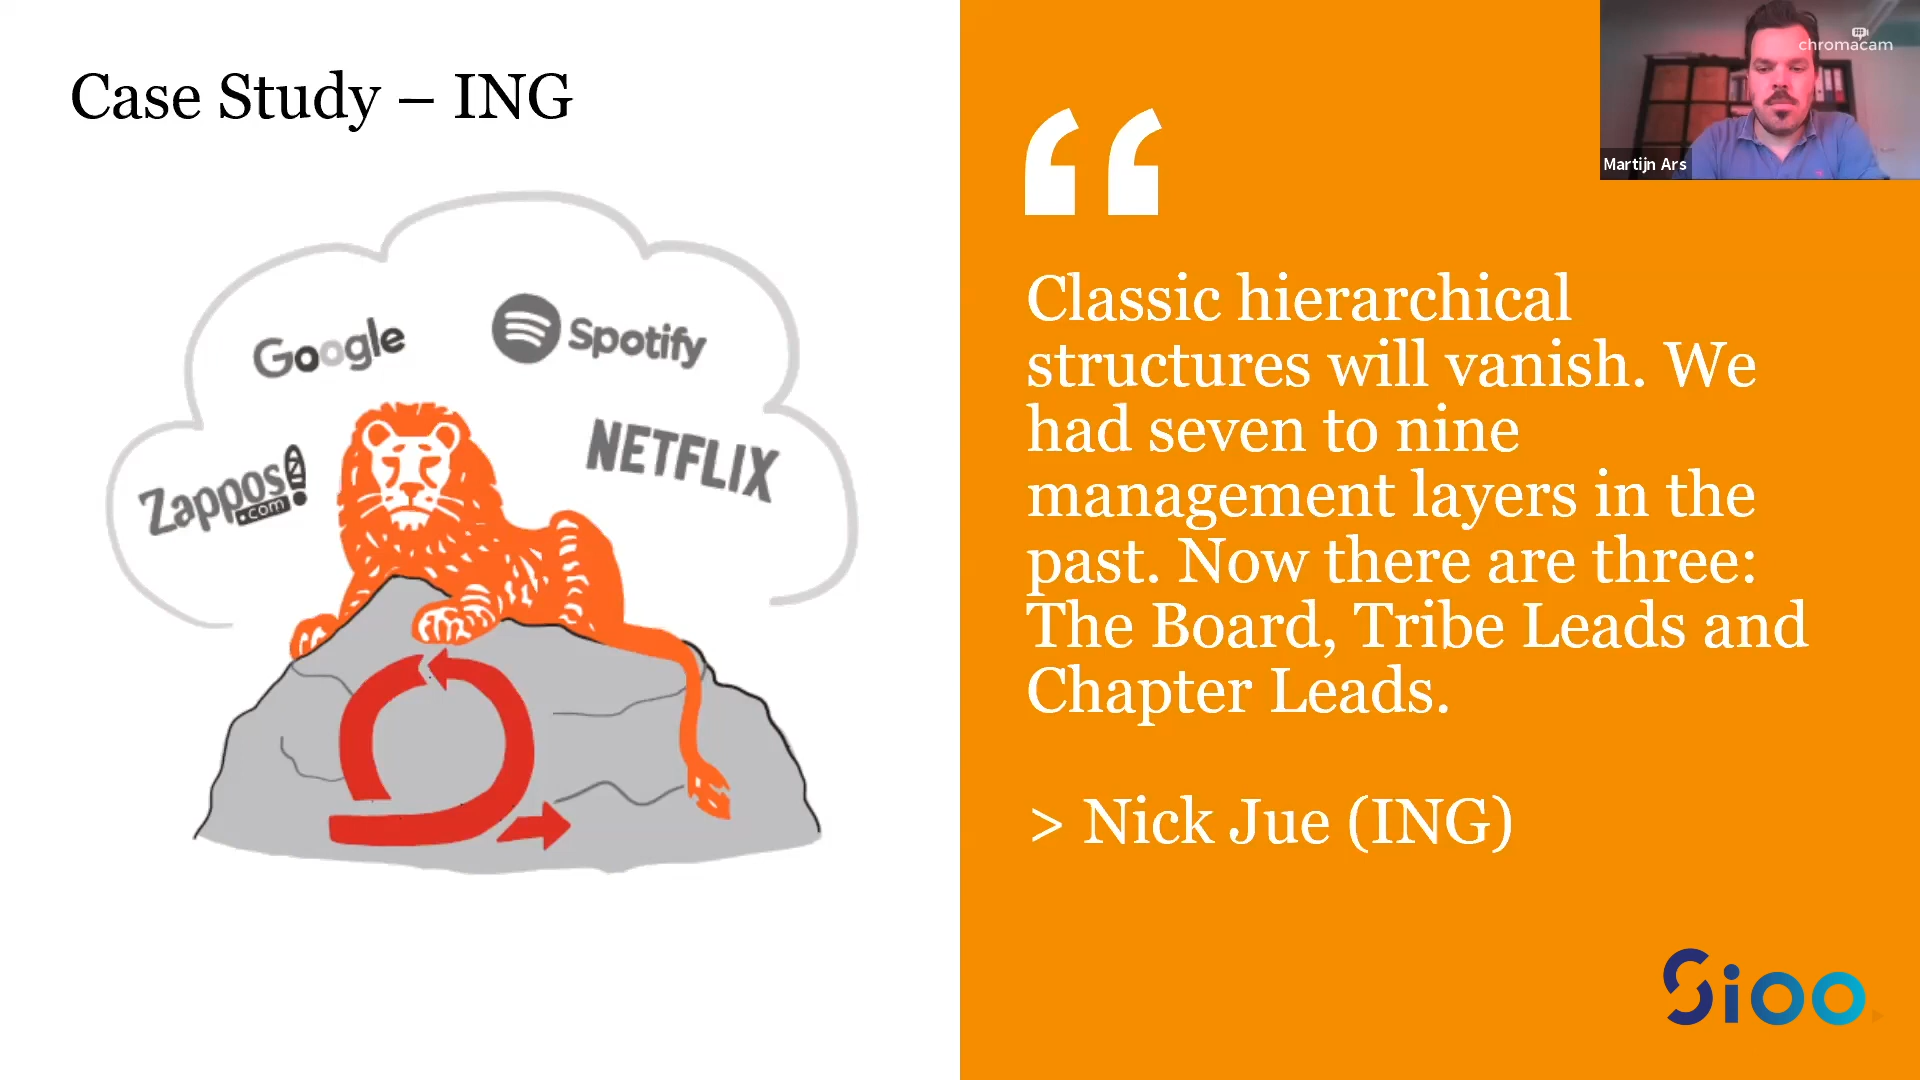 Case Study – ING
Google
Spotify
Zappos
.com
NETFLIX
“
Classic hierarchical
structures will vanish. We
had seven to nine
management layers in the
past. Now there are three:
The Board, Tribe Leads and
Chapter Leads.
> Nick Jue (ING)
chromacam
Martijn Ars
Sioo